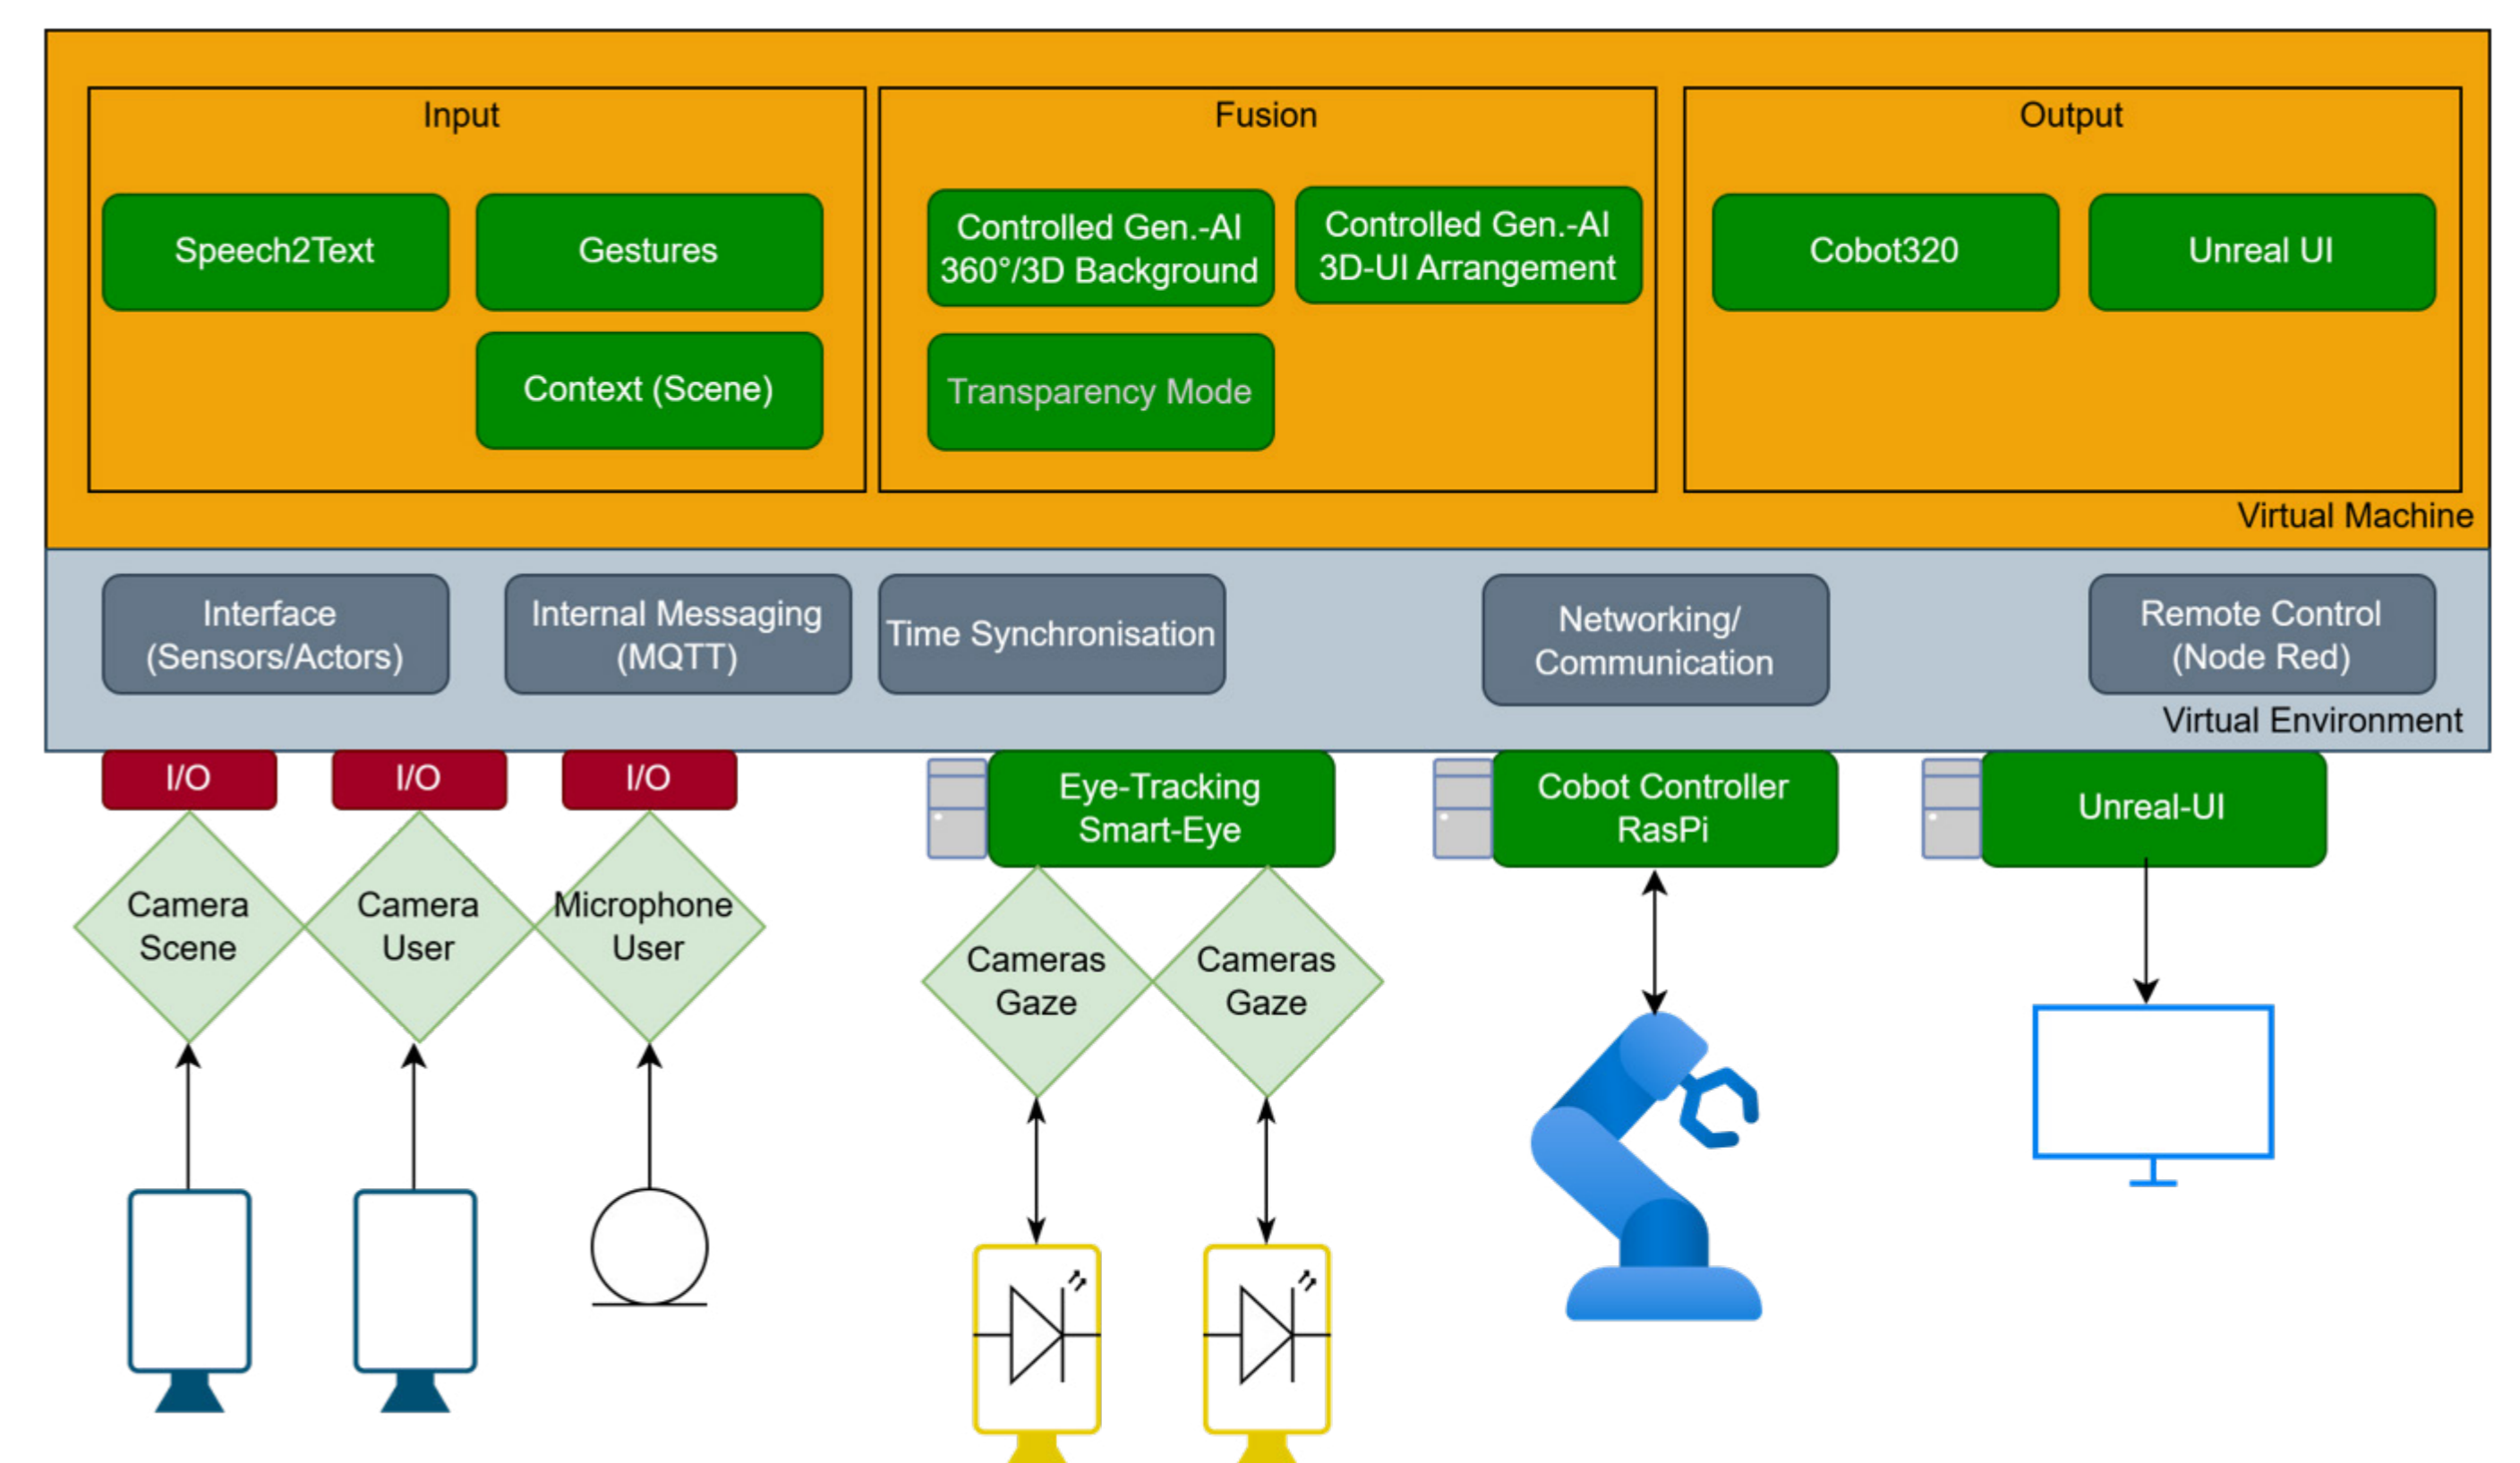 Input
Fusion
Output
Speech2Text
Gestures
Context (Scene)
Controlled Gen.-AI
360°/3D Background
Controlled Gen.-AI
3D-UI Arrangement
Transparency Mode
Cobot320
Unreal UI
Virtual Machine
Interface
(Sensors/Actors)
Internal Messaging
(MQTT)
Time Synchronisation
Networking/
Communication
Remote Control
(Node Red)
Virtual Environment
I/O
I/O
I/O
Eye-Tracking
Smart-Eye
Cobot Controller
RasPi
Unreal-UI
Camera
Scene
Camera
User
Microphone
User
Cameras
Gaze
Cameras
Gaze